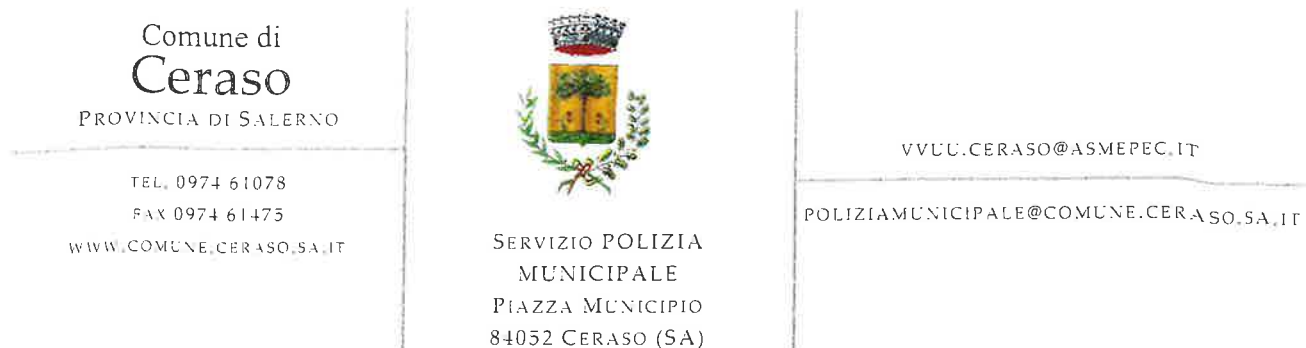 Comune di
Ceraso
PROVINCIA DI SALERNO
TEL. 0974 61078
FAX 0974 61475
WWW.COMUNE.CERASO.SA.IT
SERVIZIO POLIZIA
MUNICIPALE
PIAZZA MUNICIPIO
84052 CERASO (SA)
VVUU.CERASO@ASMEPEC.IT
POLIZIAMUNICIPALE@COMUNE.CERASO.SA.IT